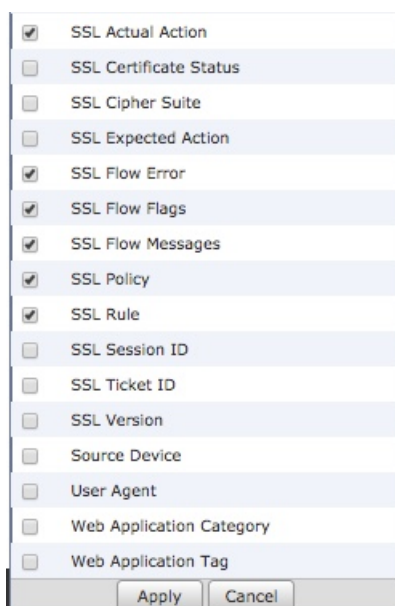 SSL Actual Action
SSL Certificate Status
SSL Cipher Suite
SSL Expected Action
SSL Flow Error
SSL Flow Flags
SSL Flow Messages
SSL Policy
SSL Rule
SSL Session ID
SSL Ticket ID
SSL Version
Source Device
User Agent
Web Application Category
Web Application Tag
Apply Cancel